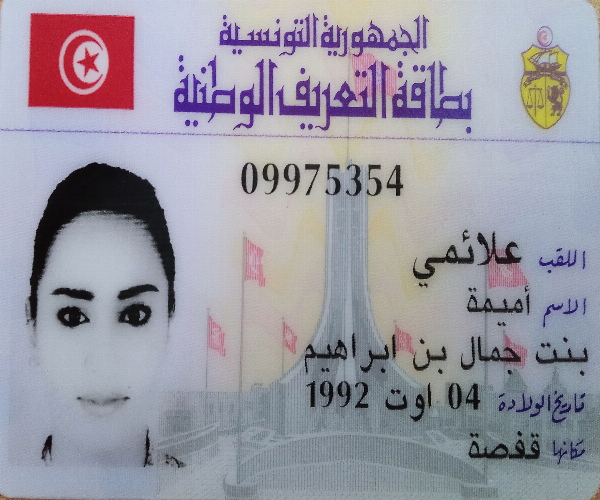 الجمهورية التونسية
بطاقة التعريف الوطنية
09975354
اللقب علائمي
الاسم أميمة
بنت جمال بن ابراهيم
تاريخ الولادة 04 اوت 1992
مكانها قفصة